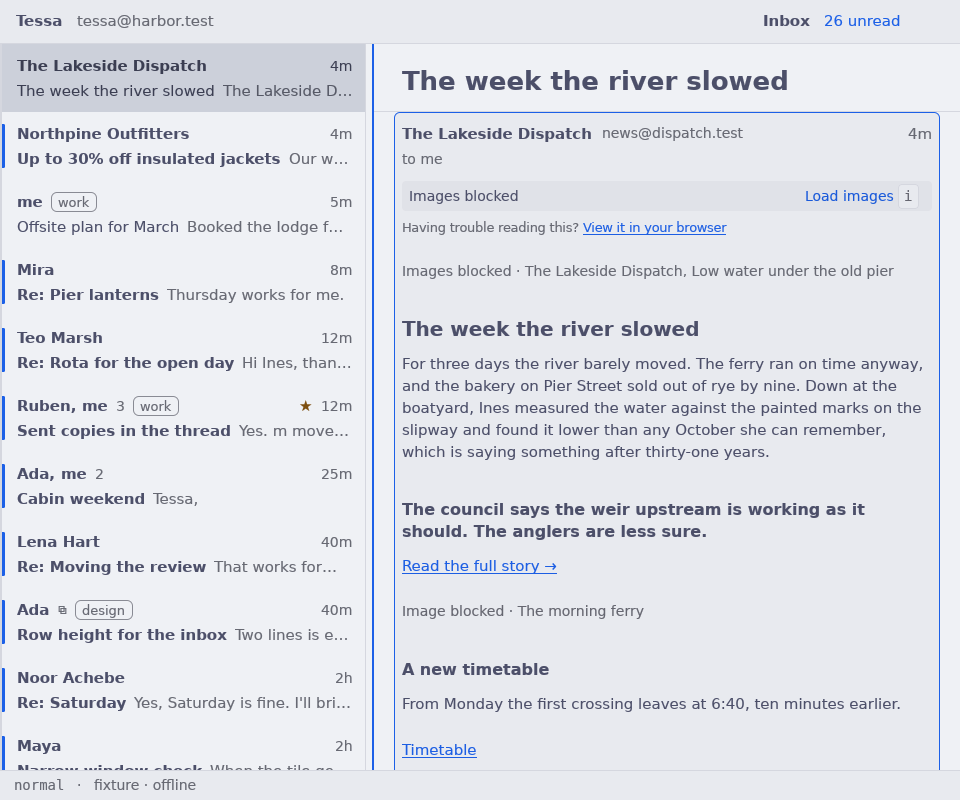 Tessa tessa@harbor.test Inbox 26 unread
The Lakeside Dispatch 4m
The week the river slowed The Lakeside D…
Northpine Outfitters 4m
Up to 30% off insulated jackets Our w…
me work 5m
Offsite plan for March Booked the lodge f…
Mira 8m
Re: Pier lanterns Thursday works for me.
Teo Marsh 12m
Re: Rota for the open day Hi Ines, than…
Ruben, me 3 work ★ 12m
Sent copies in the thread Yes. m move…
Ada, me 2 25m
Cabin weekend Tessa,
Lena Hart 40m
Re: Moving the review That works for…
Ada ⧉ design 40m
Row height for the inbox Two lines is e…
Noor Achebe 2h
Re: Saturday Yes, Saturday is fine. I'll bri…
Maya 2h
Narrow window check When the tile go…
The week the river slowed
The Lakeside Dispatch news@dispatch.test 4m
to me
Images blocked Load images i
Having trouble reading this? View it in your browser
Images blocked · The Lakeside Dispatch, Low water under the old pier
The week the river slowed
For three days the river barely moved. The ferry ran on time anyway,
and the bakery on Pier Street sold out of rye by nine. Down at the
boatyard, Ines measured the water against the painted marks on the
slipway and found it lower than any October she can remember,
which is saying something after thirty-one years.
The council says the weir upstream is working as it
should. The anglers are less sure.
Read the full story →
Image blocked · The morning ferry
A new timetable
From Monday the first crossing leaves at 6:40, ten minutes earlier.
Timetable
normal · fixture · offline